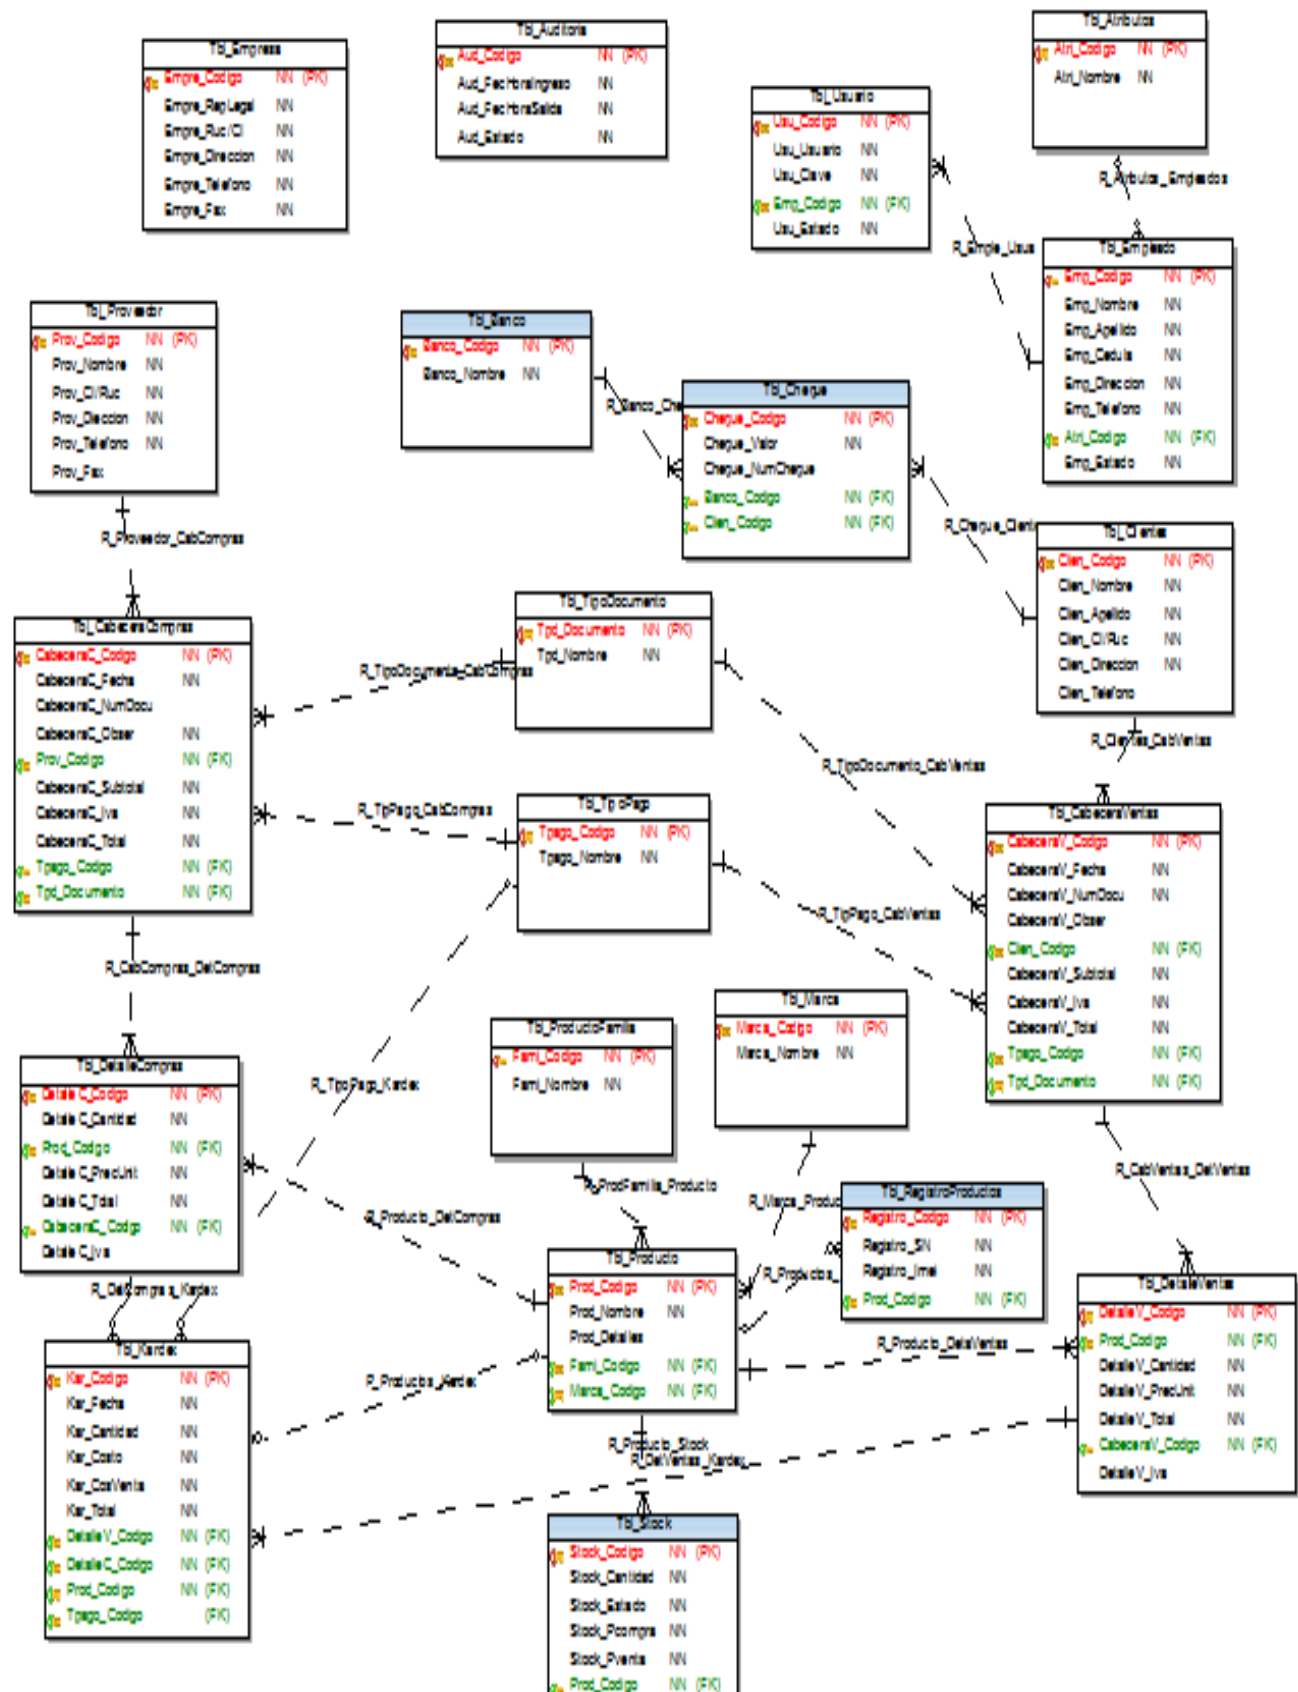 Tbl_Empresa
Empre_Codigo NN (PK)
Empre_RepLegal NN
Empre_Ruc/CI NN
Empre_Direccion NN
Empre_Telefono NN
Empre_Fax NN
Tbl_Auditoria
Aud_Codigo NN (PK)
Aud_FecHoraIngreso NN
Aud_FecHoraSalida NN
Aud_Estado NN
Tbl_Usuario
Usu_Codigo NN (PK)
Usu_Usuario NN
Usu_Clave NN
Emp_Codigo NN (FK)
Usu_Estado NN
Tbl_Atributos
Atri_Codigo NN (PK)
Atri_Nombre NN
R_Atributos_Empleados
R_Emple_Usua
Tbl_Empleado
Emp_Codigo NN (PK)
Emp_Nombre NN
Emp_Apellido NN
Emp_Cedula NN
Emp_Direccion NN
Emp_Telefono NN
Atri_Codigo NN (FK)
Emp_Estado NN
Tbl_Proveedor
Prov_Codigo NN (PK)
Prov_Nombre NN
Prov_CI/Ruc NN
Prov_Dieccion NN
Prov_Telefono NN
Prov_Fax
Tbl_Banco
Banco_Codigo NN (PK)
Banco_Nombre NN
R_Banco_Che
Tbl_Cheque
Cheque_Codigo NN (PK)
Cheque_Valor NN
Cheque_NumCheque
Banco_Codigo NN (FK)
Clien_Codigo NN (FK)
R_Cheque_Cliente
Tbl_Clientes
Clien_Codigo NN (PK)
Clien_Nombre NN
Clien_Apellido NN
Clien_CI/Ruc NN
Clien_Direccion NN
Clien_Telefono
R_Proveedor_CabCompras
Tbl_CabeceraCompras
CabeceraC_Codigo NN (PK)
CabeceraC_Fecha NN
CabeceraC_NumDocu
CabeceraC_Obser NN
Prov_Codigo NN (FK)
CabeceraC_Subtotal NN
CabeceraC_Iva NN
CabeceraC_Total NN
Tpago_Codigo NN (FK)
Tpd_Documento NN (FK)
Tbl_TipoDocumento
Tpd_Documento NN (PK)
Tpd_Nombre NN
R_TipoDocumento_CabCompras
R_TipoDocumento_CabVentas
R_Clientes_CabVentas
R_TipPago_CabCompras
Tbl_TipoPago
Tpago_Codigo NN (PK)
Tpago_Nombre NN
R_TipPago_CabVentas
Tbl_CabeceraVentas
CabeceraV_Codigo NN (PK)
CabeceraV_Fecha NN
CabeceraV_NumDocu NN
CabeceraV_Obser
Clien_Codigo NN (FK)
CabeceraV_Subtotal NN
CabeceraV_Iva NN
CabeceraV_Total NN
Tpago_Codigo NN (FK)
Tpd_Documento NN (FK)
R_CabCompras_DetCompras
Tbl_DetalleCompras
DetalleC_Codigo NN (PK)
DetalleC_Cantidad NN
Prod_Codigo NN (FK)
DetalleC_PrecUnit NN
DetalleC_Total NN
CabeceraC_Codigo NN (FK)
DetalleC_Iva
R_TipoPago_Kardex
Tbl_ProductoFamilia
Fami_Codigo NN (PK)
Fami_Nombre NN
Tbl_Marca
Marca_Codigo NN (PK)
Marca_Nombre NN
R_ProdFamilia_Producto
R_Marca_Produc
R_CabVentas_DetVentas
Tbl_RegistroProductos
Registro_Codigo NN (PK)
Registro_SN NN
Registro_Imei NN
Prod_Codigo NN (FK)
R_Productos_
R_Producto_DetCompras
Tbl_Producto
Prod_Codigo NN (PK)
Prod_Nombre NN
Prod_Detalles
Fami_Codigo NN (FK)
Marca_Codigo NN (FK)
R_Producto_DetaVentas
Tbl_DetalleVentas
DetalleV_Codigo NN (PK)
Prod_Codigo NN (FK)
DetalleV_Cantidad NN
DetalleV_PrecUnit NN
DetalleV_Total NN
CabeceraV_Codigo NN (FK)
DetalleV_Iva
R_DetCompras_Kardex
Tbl_Kardex
Kar_Codigo NN (PK)
Kar_Fecha NN
Kar_Cantidad NN
Kar_Costo NN
Kar_CosVenta NN
Kar_Total NN
DetalleV_Codigo NN (FK)
DetalleC_Codigo NN (FK)
Prod_Codigo NN (FK)
Tpago_Codigo (FK)
R_Productos_Kardex
R_Producto_Stock
R_DetVentas_Kardex
Tbl_Stock
Stock_Codigo NN (PK)
Stock_Cantidad NN
Stock_Estado NN
Stock_Pcompra NN
Stock_Pventa NN
Prod_Codigo NN (FK)